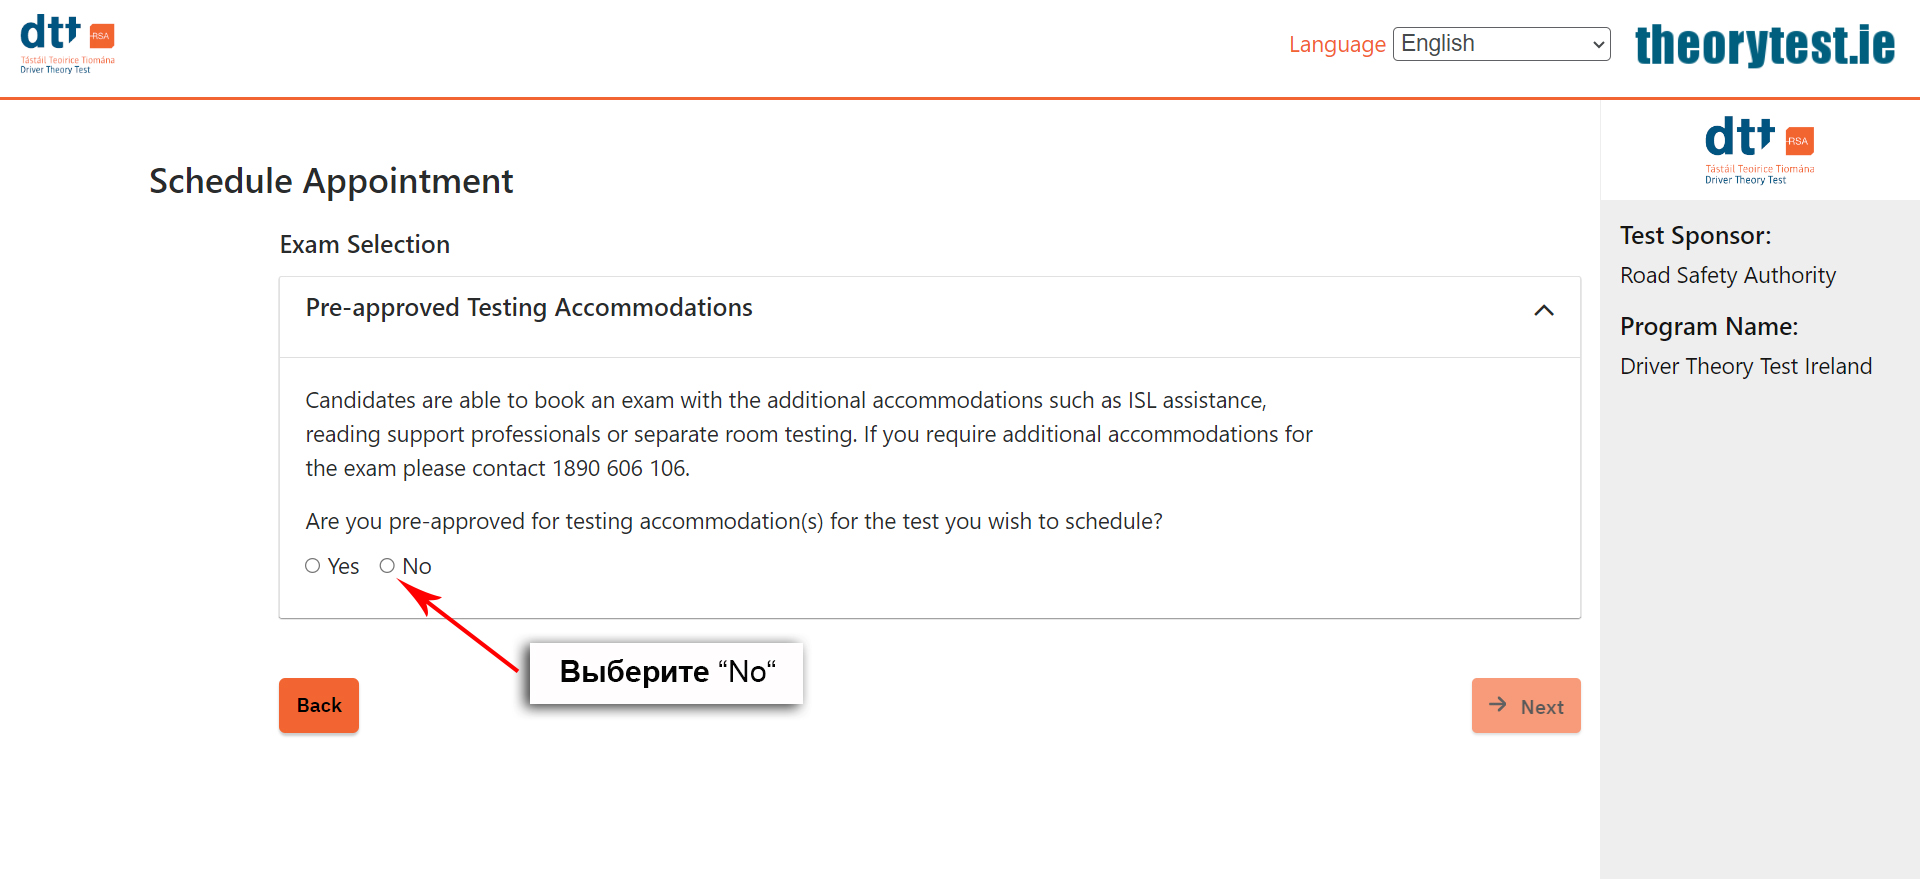 dtt RSA
Tástáil Teoirice Tiomána
Driver Theory Test
Language English
theorytest.ie
Schedule Appointment
Exam Selection
Pre-approved Testing Accommodations
Candidates are able to book an exam with the additional accommodations such as ISL assistance,
reading support professionals or separate room testing. If you require additional accommodations for
the exam please contact 1890 606 106.
Are you pre-approved for testing accommodation(s) for the test you wish to schedule?
Yes No
Выберите “No“
Back
Next
dtt RSA
Tástáil Teoirice Tiomána
Driver Theory Test
Test Sponsor:
Road Safety Authority
Program Name:
Driver Theory Test Ireland